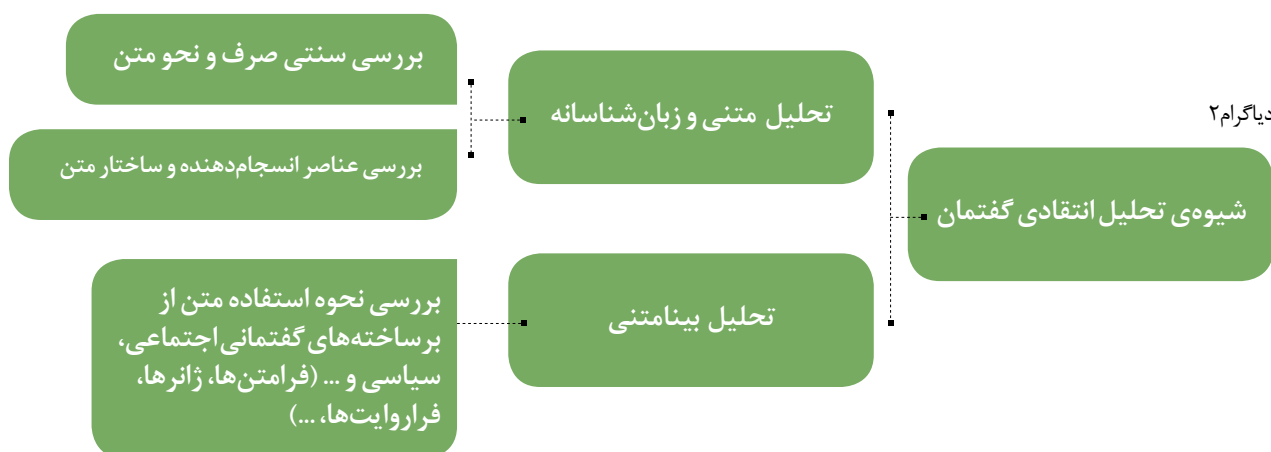 دیاگرام۲
شیوه‌ی تحلیل انتقادی گفتمان
تحلیل متنی و زبان‌شناسانه
بررسی سنتی صرف و نحو متن
بررسی عناصر انسجام‌دهنده و ساختار متن
تحلیل بینامتنی
بررسی نحوه استفاده متن از
برساخته‌های گفتمانی اجتماعی،
سیاسی و ... (فرامتن‌ها، ژانرها،
فراروایت‌ها، ...)